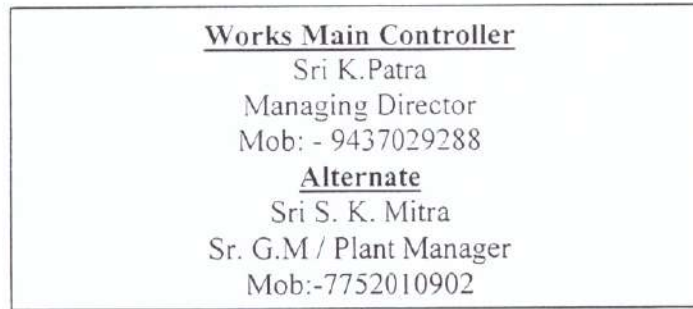 Works Main Controller
Sri K.Patra
Managing Director
Mob: - 9437029288
Alternate
Sri S. K. Mitra
Sr. G.M / Plant Manager
Mob:-7752010902